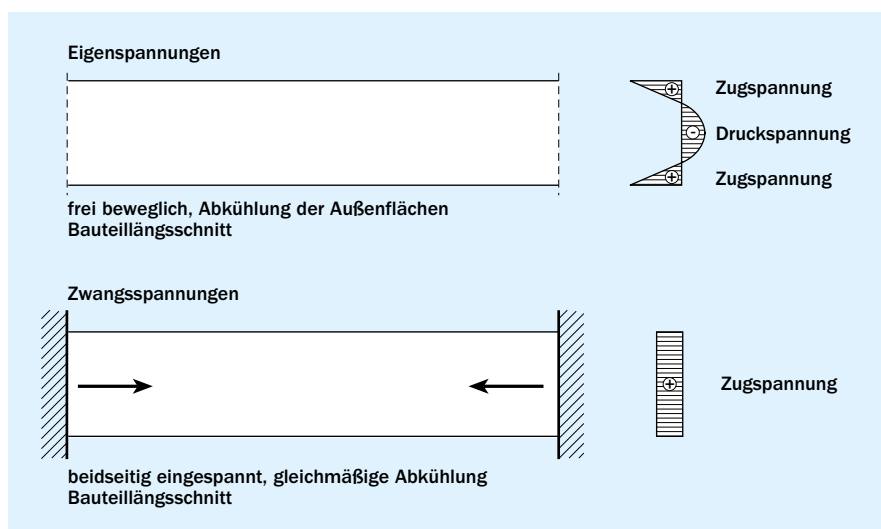 Eigenspannungen
+
Zugspannung
-
Druckspannung
+
Zugspannung
frei beweglich, Abkühlung der Außenflächen
Bauteillängsschnitt
Zwangsspannungen
+
Zugspannung
beidseitig eingespannt, gleichmäßige Abkühlung
Bauteillängsschnitt